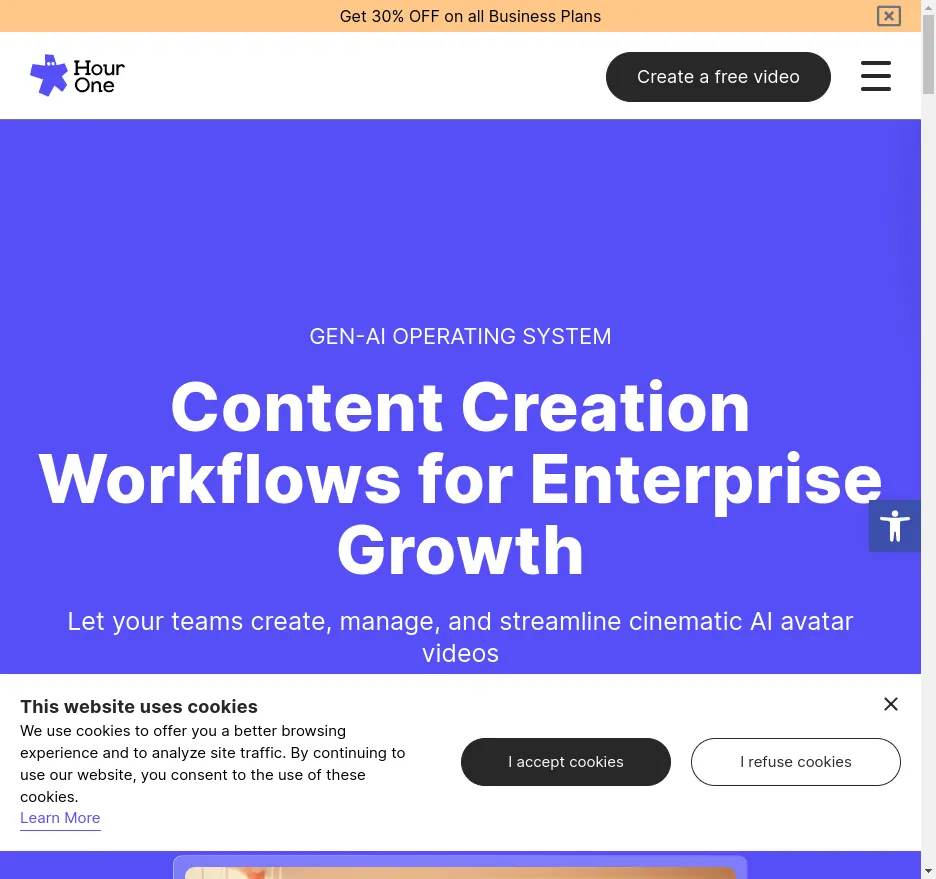 Get 30% OFF on all Business Plans
Hour
One
Create a free video
GEN-AI OPERATING SYSTEM
Content Creation
Workflows for Enterprise
Growth
Let your teams create, manage, and streamline cinematic AI avatar
videos
This website uses cookies
We use cookies to offer you a better browsing
experience and to analyze site traffic. By continuing to
use our website, you consent to the use of these
cookies.
Learn More
I accept cookies
I refuse cookies